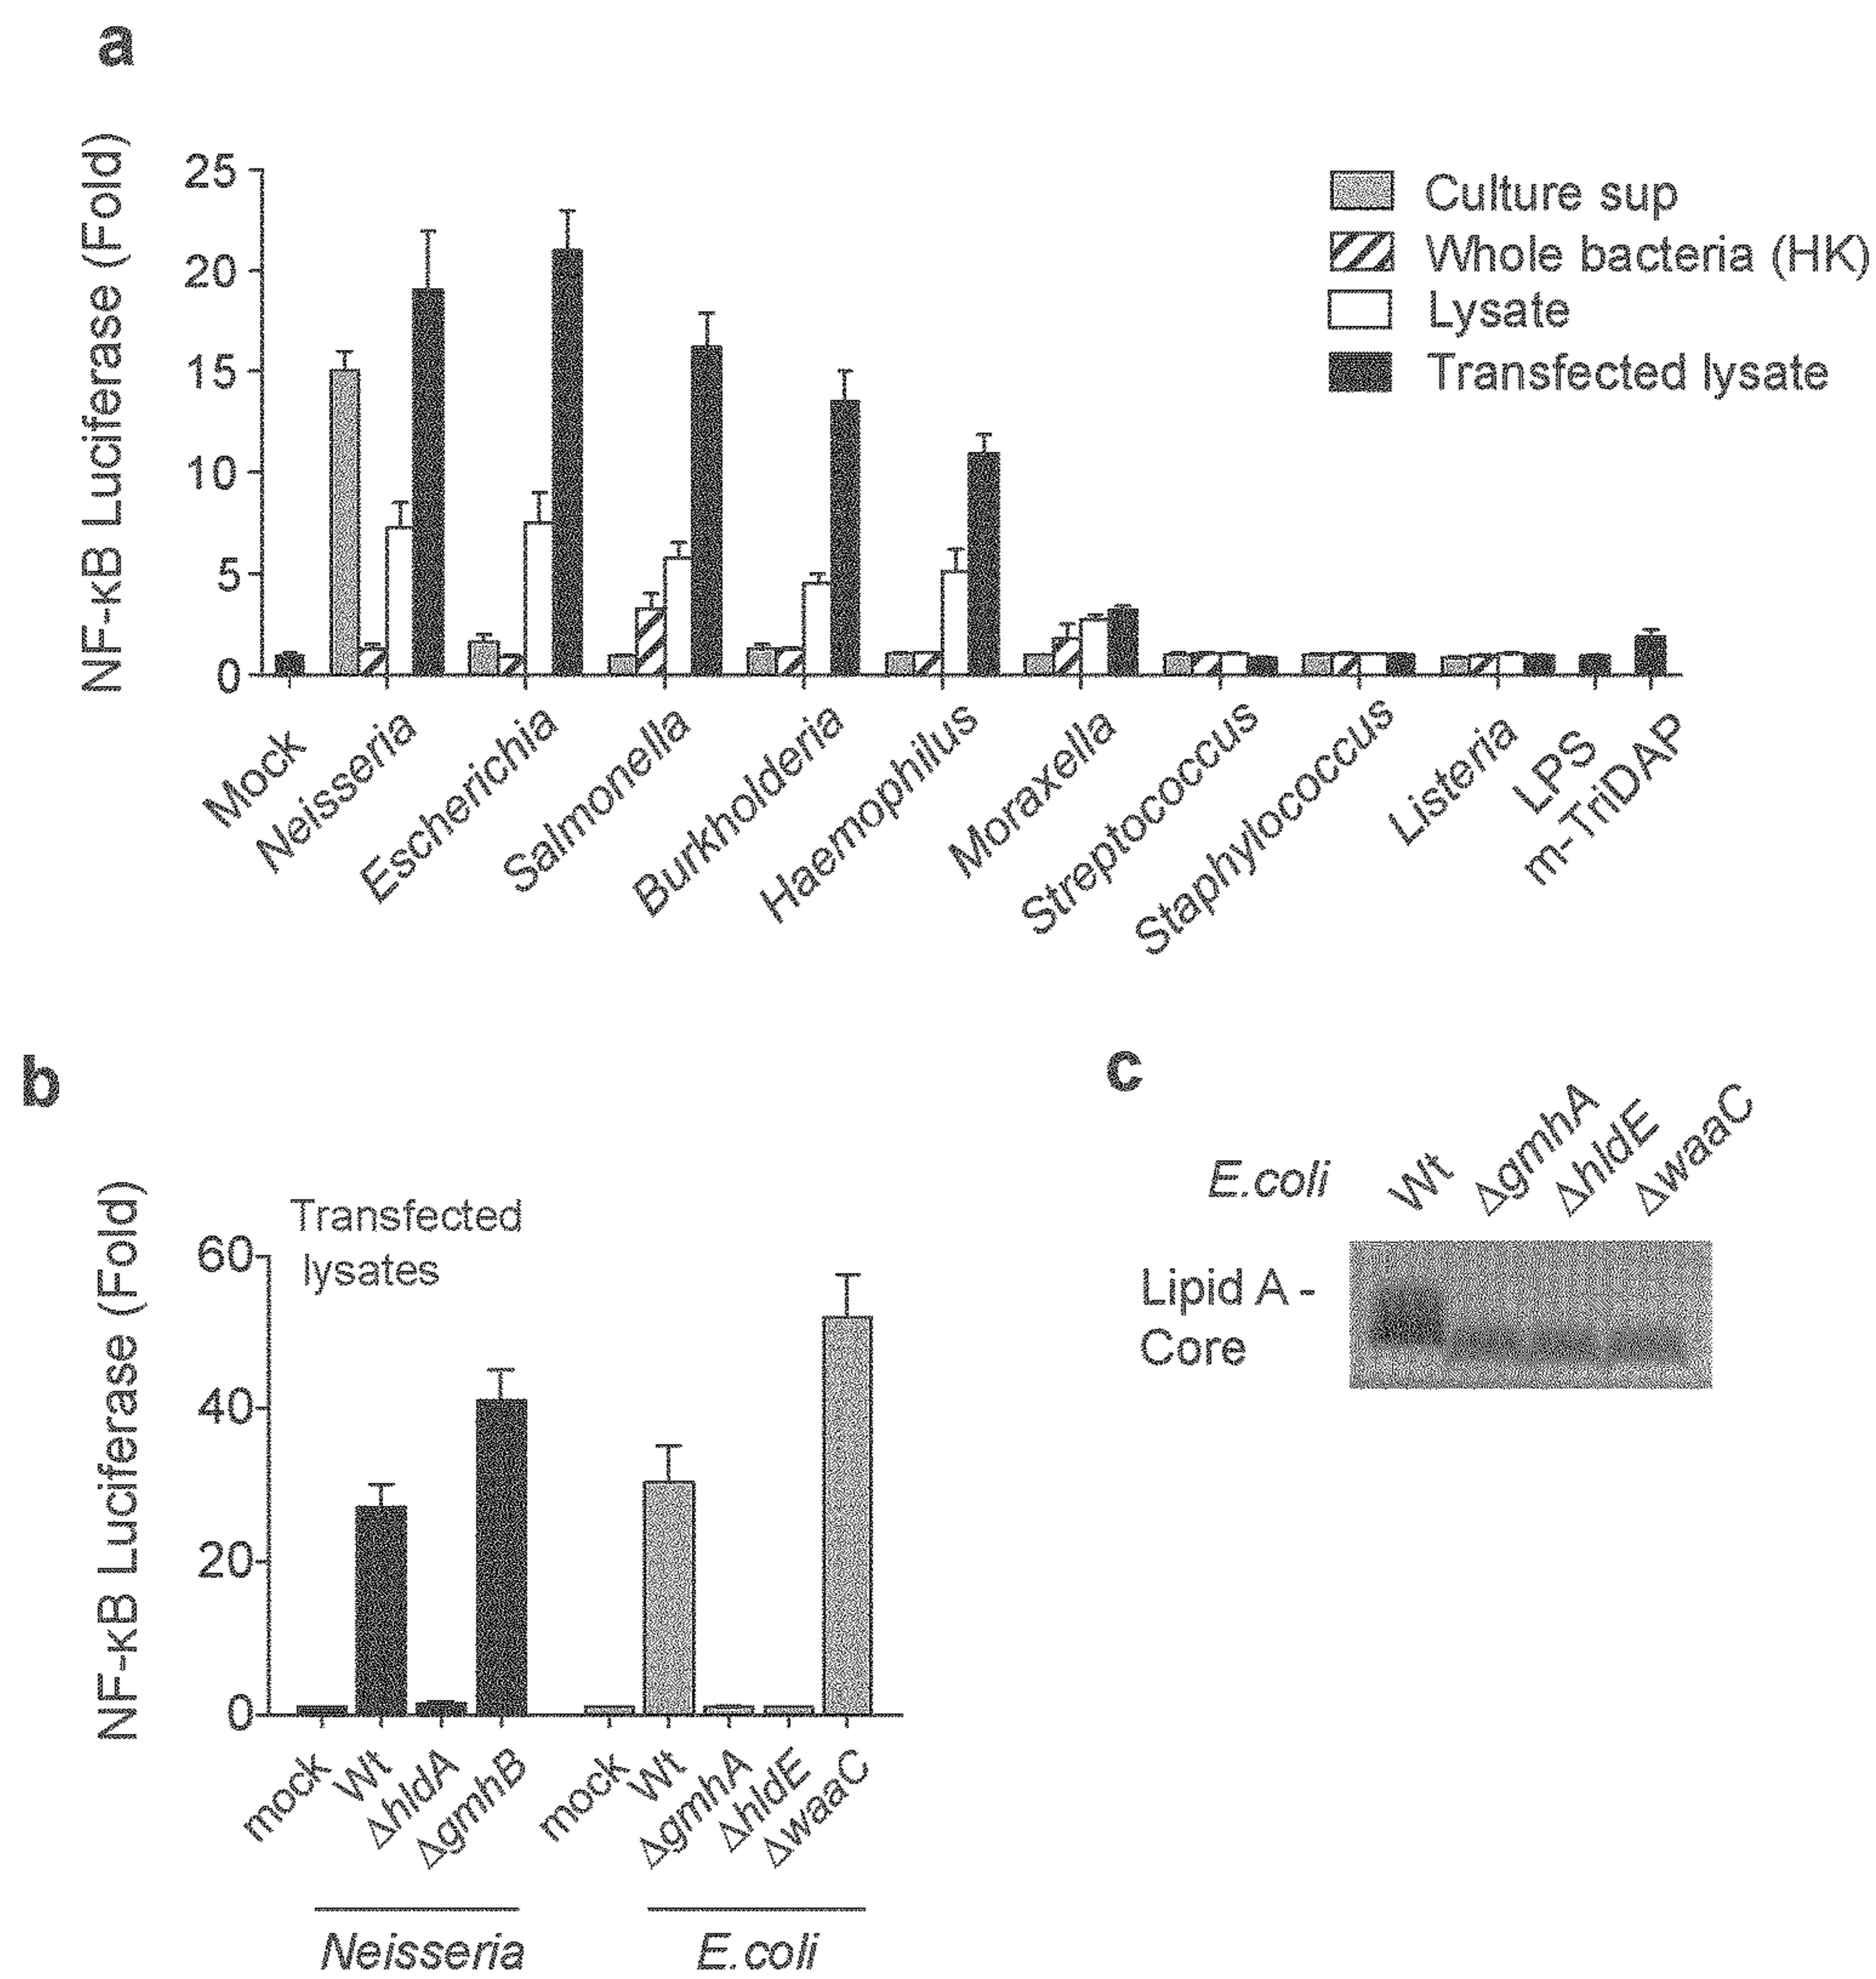 a
NF-κB Luciferase (Fold)
25
20
15
10
5
0
Culture sup
Whole bacteria (HK)
Lysate
Transfected lysate
Mock
Neisseria
Escherichia
Salmonella
Burkholderia
Haemophilus
Moraxella
Streptococcus
Staphylococcus
Listeria
LPS
m-TriDAP
b
NF-κB Luciferase (Fold)
Transfected
lysates
60
40
20
0
mock
Wt
ΔhldA
ΔgmhB
mock
Wt
ΔgmhA
ΔhldE
ΔwaaC
Neisseria
E.coli
c
E.coli
Wt
ΔgmhA
ΔhldE
ΔwaaC
Lipid A -
Core